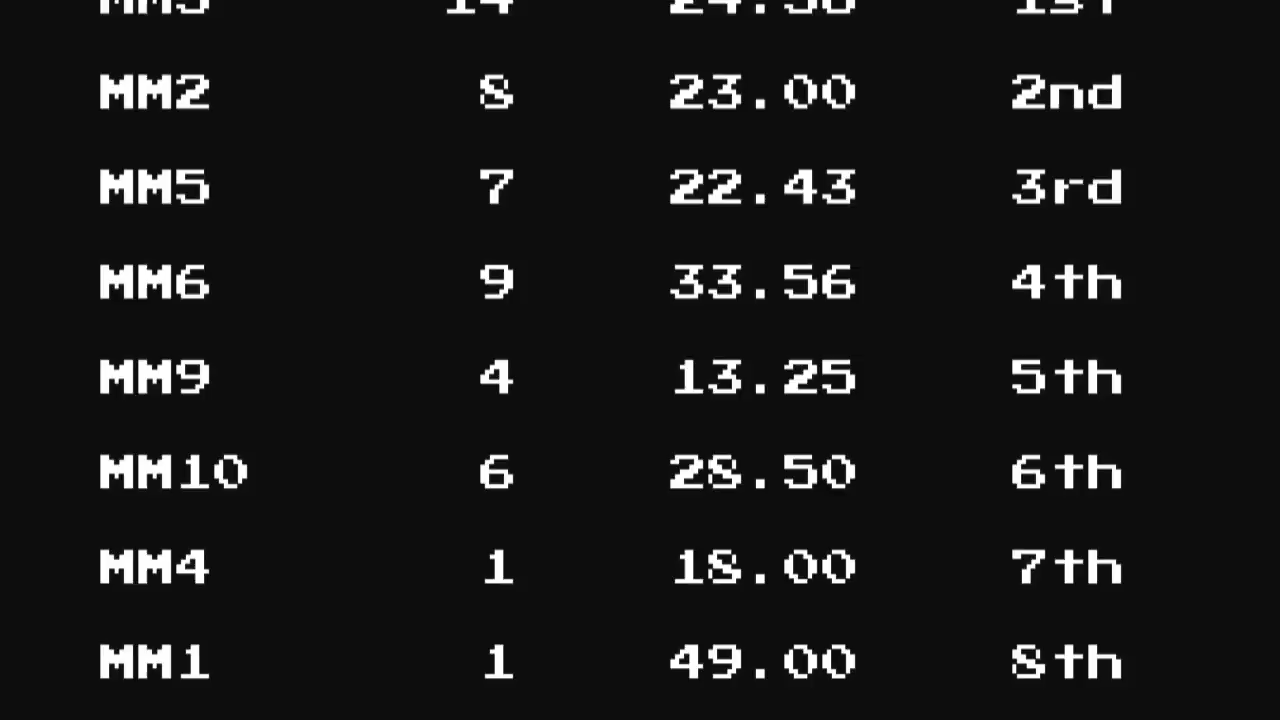 MM2 8 23.00 2nd
MM5 7 22.43 3rd
MM6 9 33.56 4th
MM9 4 13.25 5th
MM10 6 28.50 6th
MM4 1 18.00 7th
MM1 1 49.00 8th